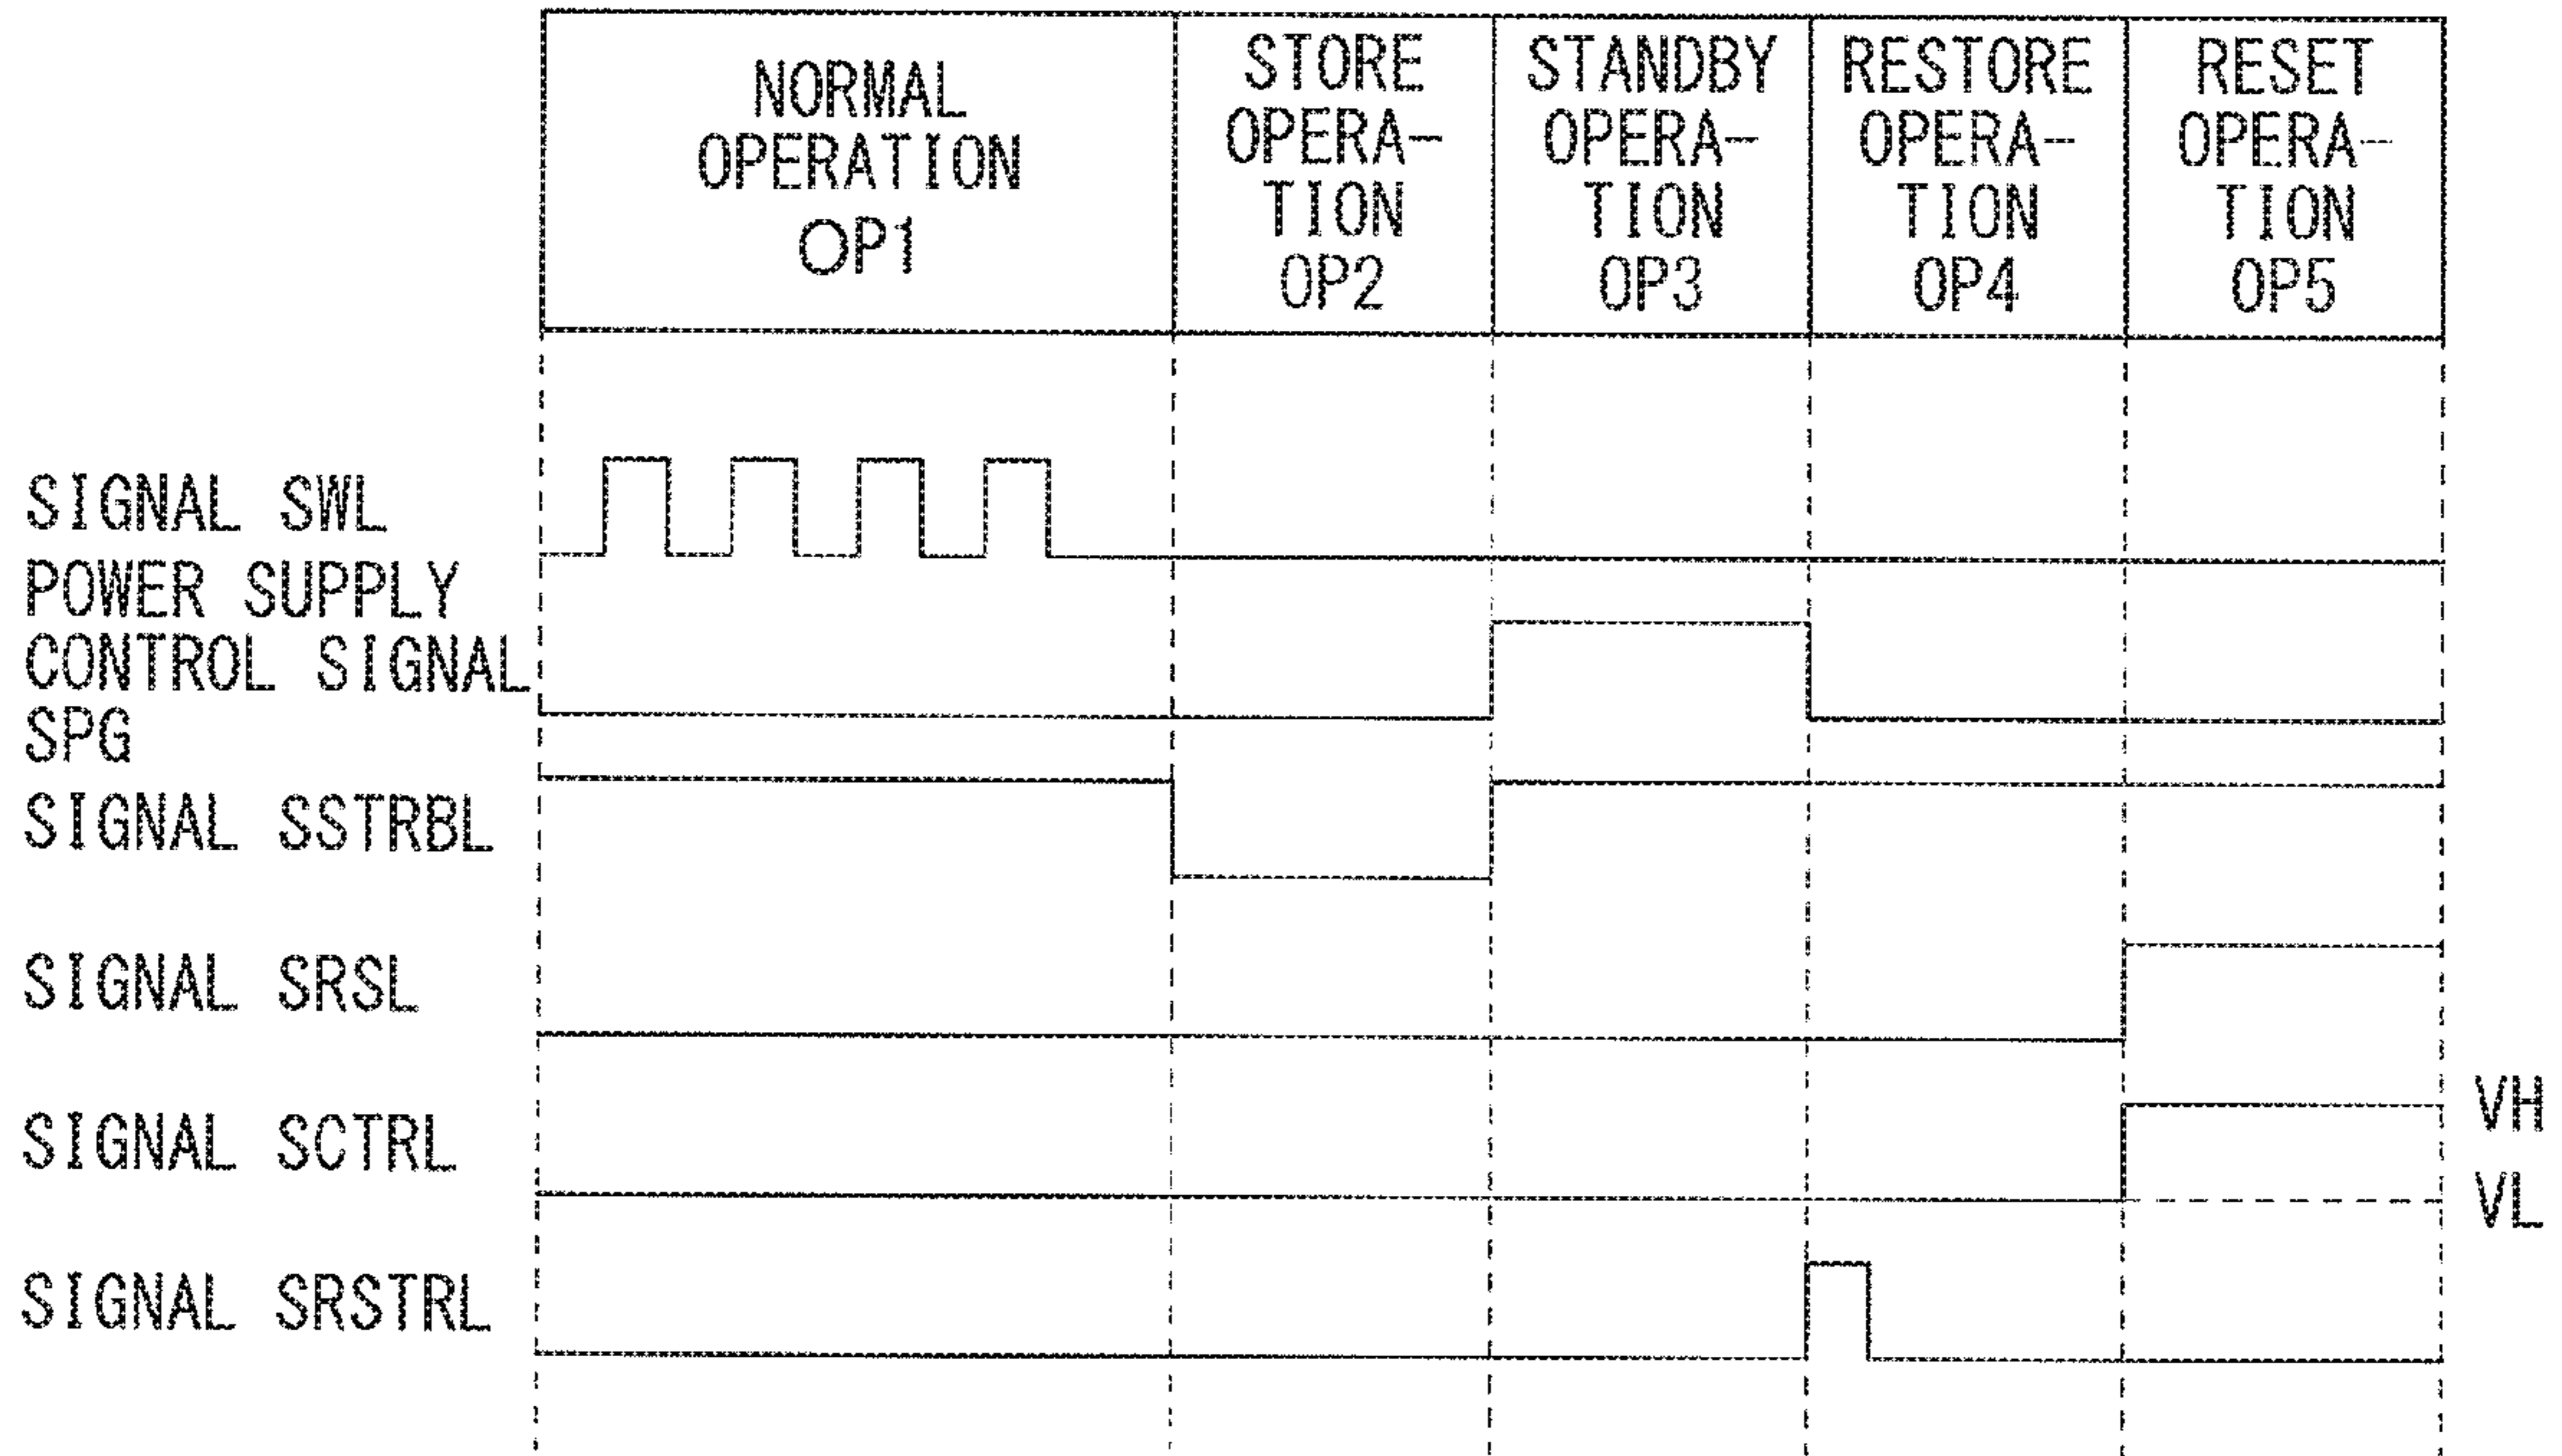 NORMAL
OPERATION
OP1
STORE
OPERA-
TION
OP2
STANDBY
OPERA-
TION
OP3
RESTORE
OPERA-
TION
OP4
RESET
OPERA-
TION
OP5
SIGNAL SWL
POWER SUPPLY
CONTROL SIGNAL
SPG
SIGNAL SSTRBL
SIGNAL SRSL
SIGNAL SCTRL
VH
VL
SIGNAL SRSTRL